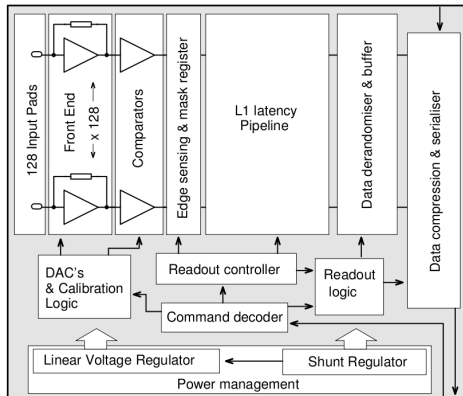 128 Input Pads
Front End
x 128
Comparators
Edge sensing & mask register
L1 latency
Pipeline
Data derandomiser & buffer
Data compression & serialiser
DAC's
& Calibration
Logic
Readout controller
Readout
logic
Command decoder
Linear Voltage Regulator
Shunt Regulator
Power management